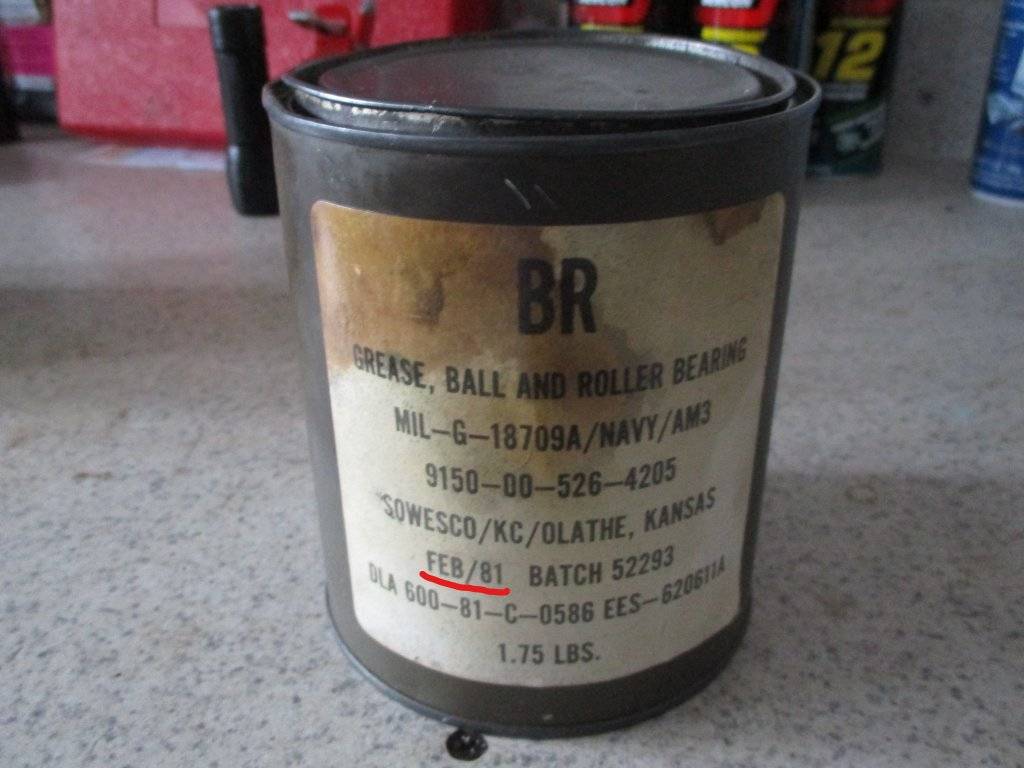 12
BR
GREASE, BALL AND ROLLER BEARING
MIL-G-18709A/NAVY/AM3
9150-00-526-4205
SOWESCO/KC/OLATHE, KANSAS
FEB/81 BATCH 52293
DLA 600-81-C-0586 EES-620611A
1.75 LBS.